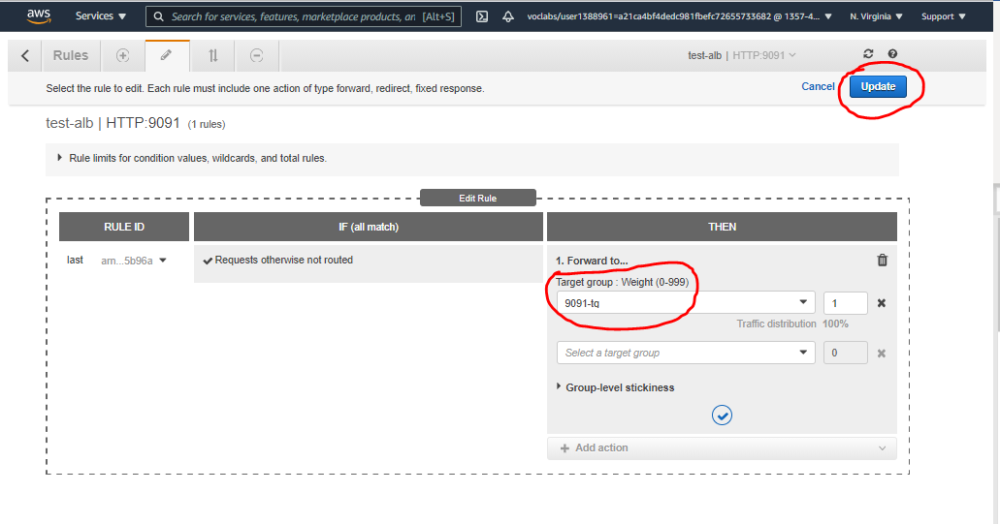 aws Services Search for services, features, marketplace products, an [Alt+S] voclabs/user1388961=a21ca4bf4dedc981fbefc72655733682 @ 1357-4... N. Virginia Support
Rules test-alb | HTTP:9091
Select the rule to edit. Each rule must include one action of type forward, redirect, fixed response. Cancel Update
test-alb | HTTP:9091 (1 rules)
Rule limits for condition values, wildcards, and total rules.
Edit Rule
RULE ID IF (all match) THEN
last am...5b96a Requests otherwise not routed 1. Forward to...
Target group : Weight (0-999)
9091-tg 1
Traffic distribution 100%
Select a target group 0
Group-level stickiness
Add action